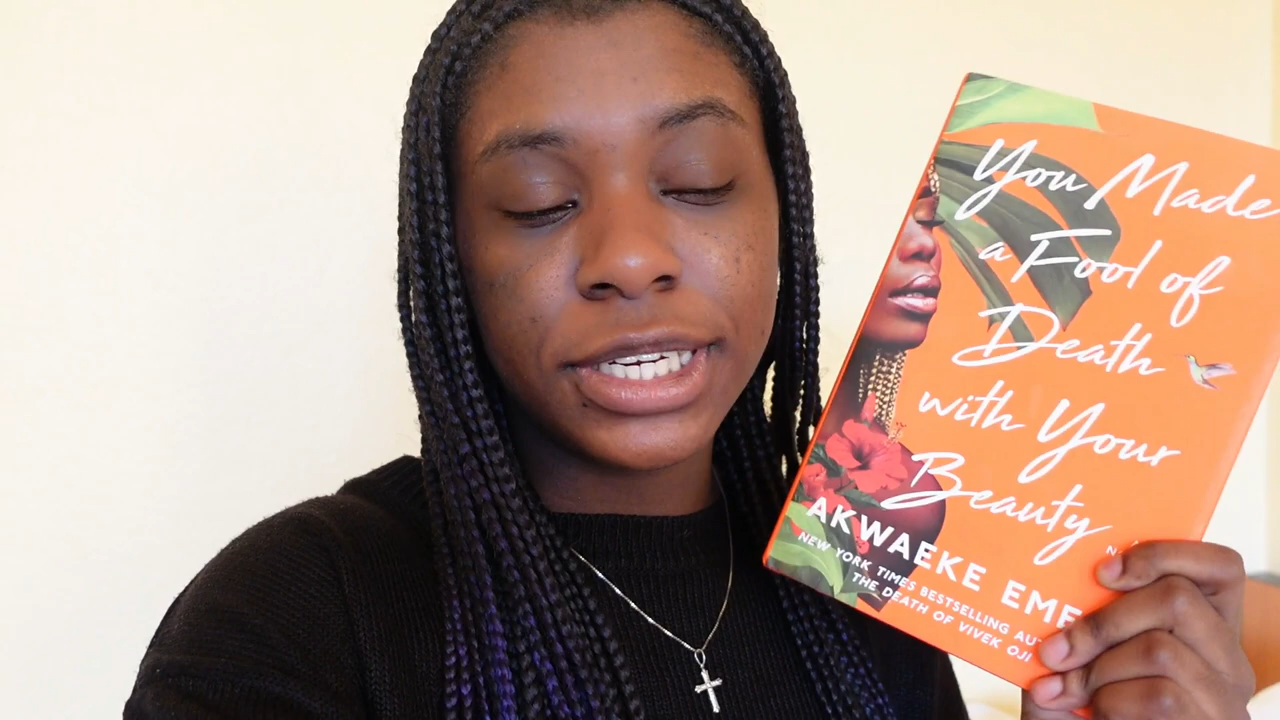 You Made
a Fool of
Death
with Your
Beauty
AKWAEKE EME
NEW YORK TIMES BESTSELLING AU
THE DEATH OF VIVEK OJI